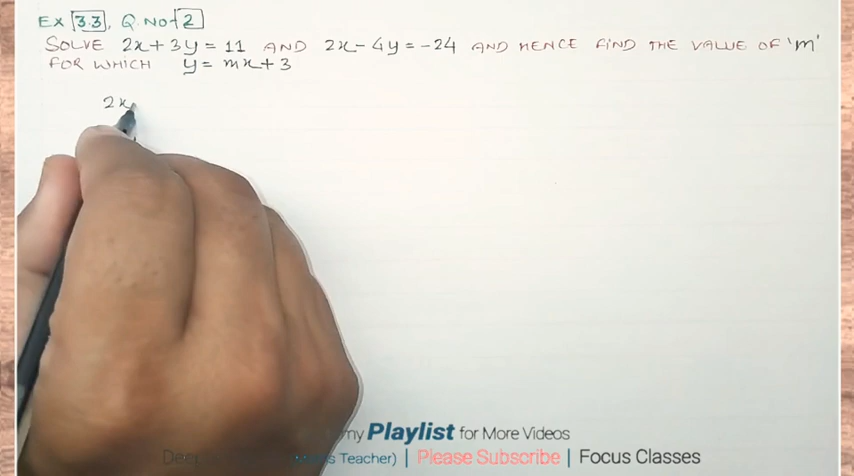 EX 3.3, Q.NO-1 2
SOLVE 2x+3y=11 AND 2x-4y=-24 AND HENCE FIND THE VALUE OF 'm'
FOR WHICH y=mx+3
2x
my Playlist for More Videos
Teacher) | Please Subscribe | Focus Classes